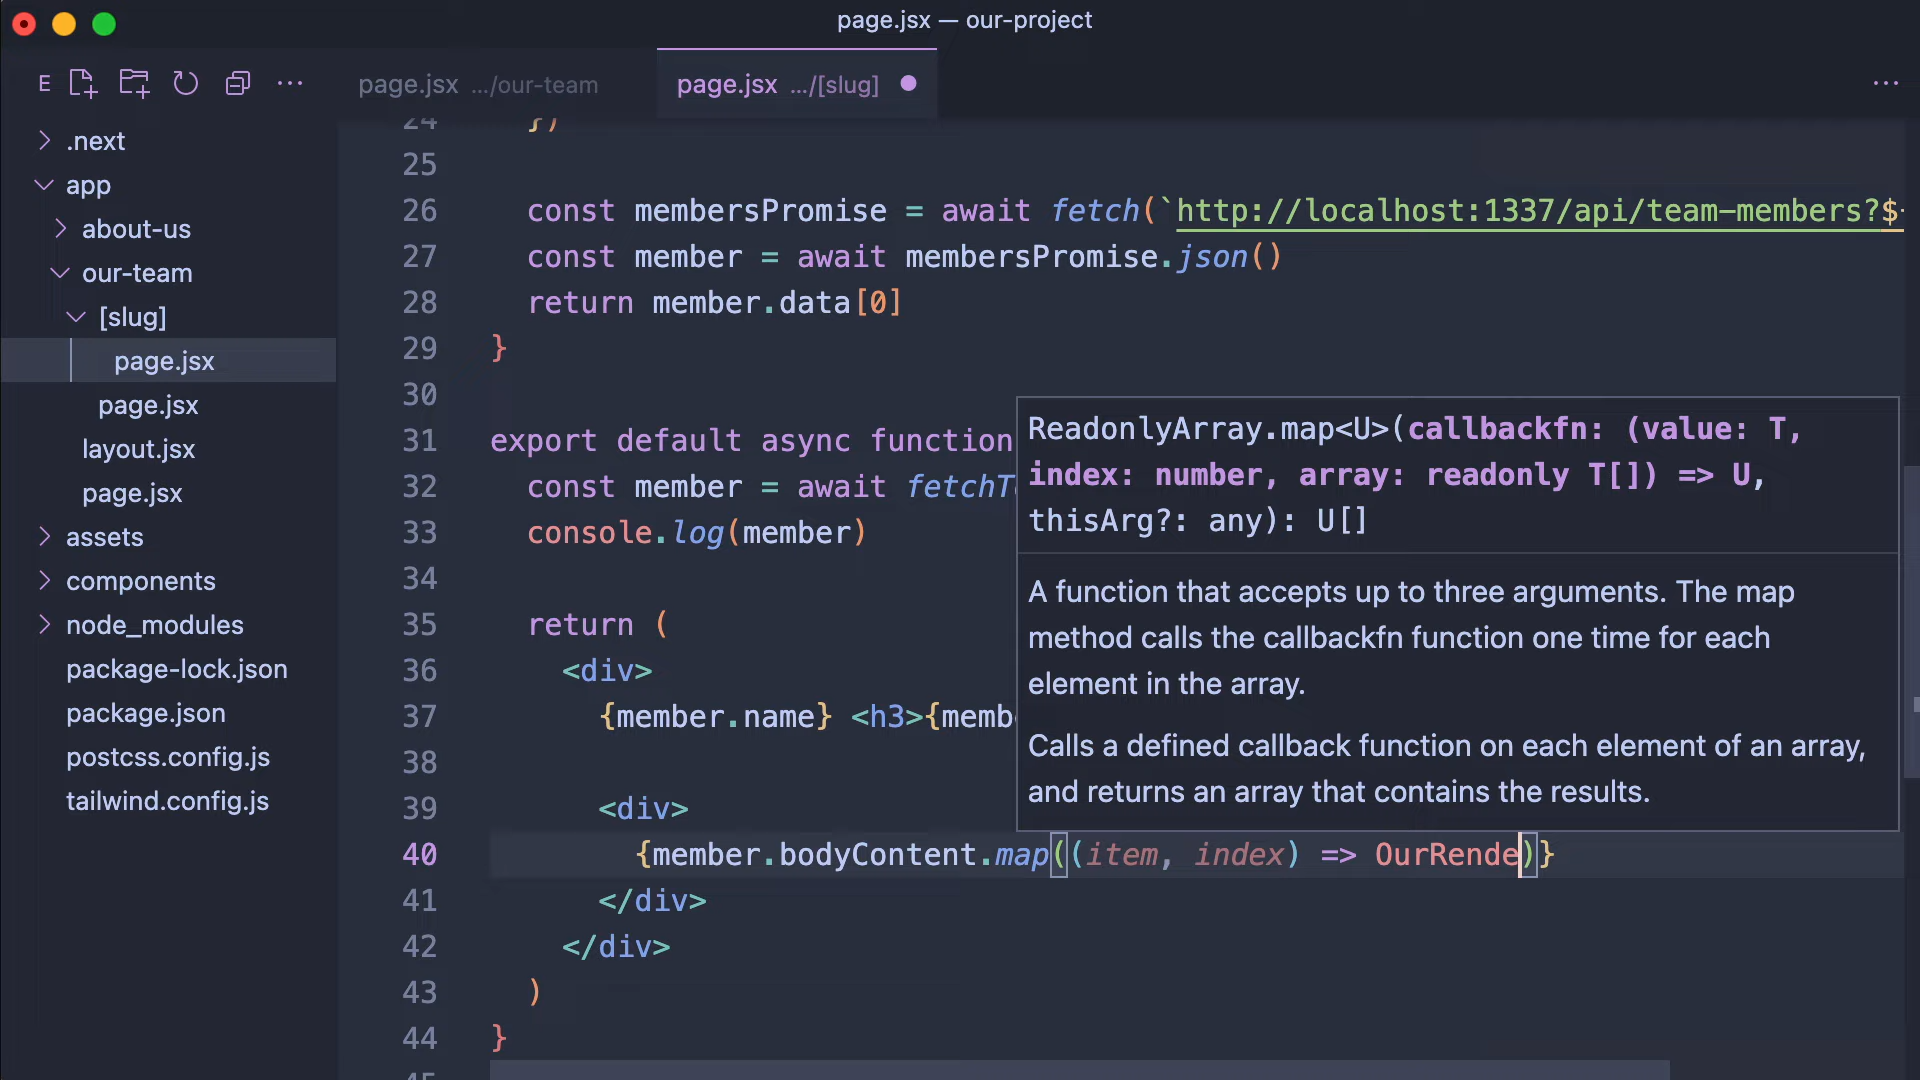 page.jsx — our-project
E
page.jsx .../our-team
page.jsx .../[slug]
.next
app
about-us
our-team
[slug]
page.jsx
page.jsx
layout.jsx
page.jsx
assets
components
node_modules
package-lock.json
package.json
postcss.config.js
tailwind.config.js
24 })
25
26 const membersPromise = await fetch(`http://localhost:1337/api/team-members?$
27 const member = await membersPromise.json()
28 return member.data[0]
29 }
30
31 export default async function
32 const member = await fetchT
33 console.log(member)
34
35 return (
36 <div>
37 {member.name} <h3>{memb
38
39 <div>
40 {member.bodyContent.map((item, index) => OurRende)}
41 </div>
42 </div>
43 )
44 }
45
ReadonlyArray.map<U>(callbackfn: (value: T,
index: number, array: readonly T[]) => U,
thisArg?: any): U[]
A function that accepts up to three arguments. The map
method calls the callbackfn function one time for each
element in the array.
Calls a defined callback function on each element of an array,
and returns an array that contains the results.